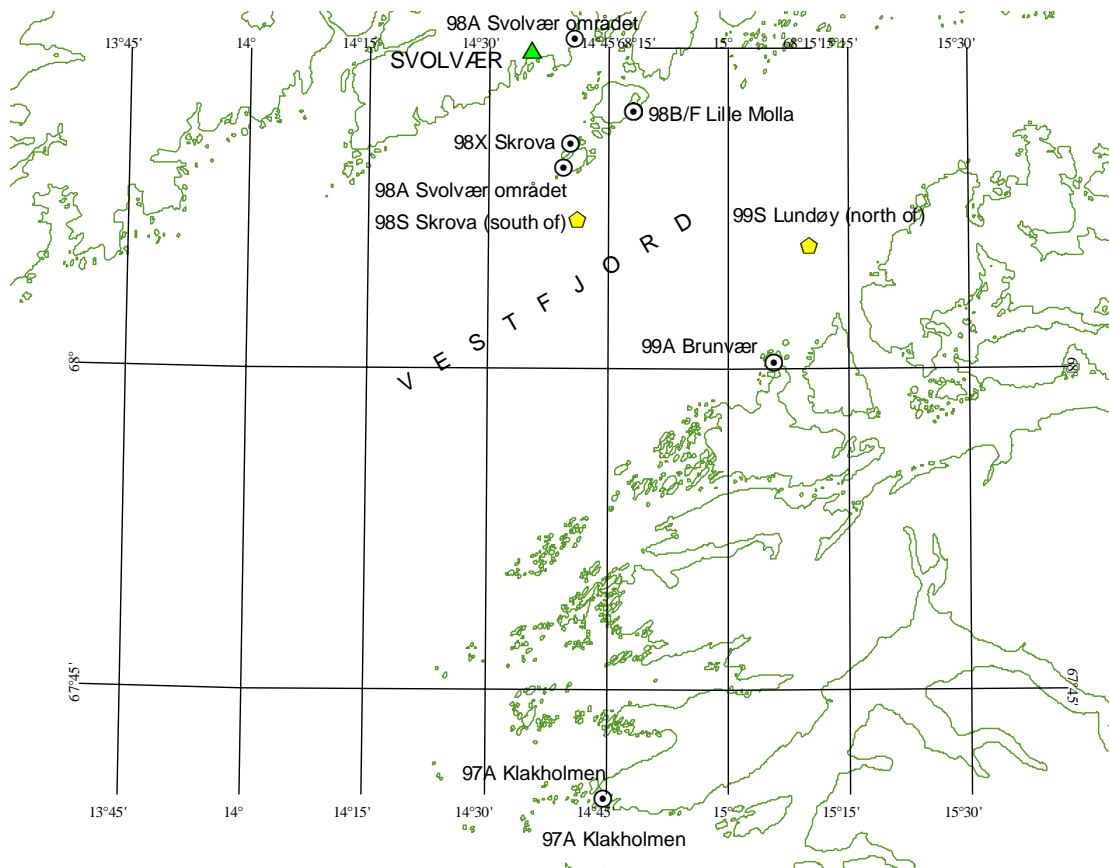 98A Svolvær området
13°45' 14° 14°15' 14°30' 14°45' 68°15' 15° 68°15'15°15' 15°30'
SVOLVÆR
98B/F Lille Molla
98X Skrova
98A Svolvær området
98S Skrova (south of)
99S Lundøy (north of)
VESTFJORD
99A Brunvær
68° 68°
67°45' 67°45'
97A Klakholmen
13°45' 14° 14°15' 14°30' 14°45' 15° 15°15' 15°30'
97A Klakholmen